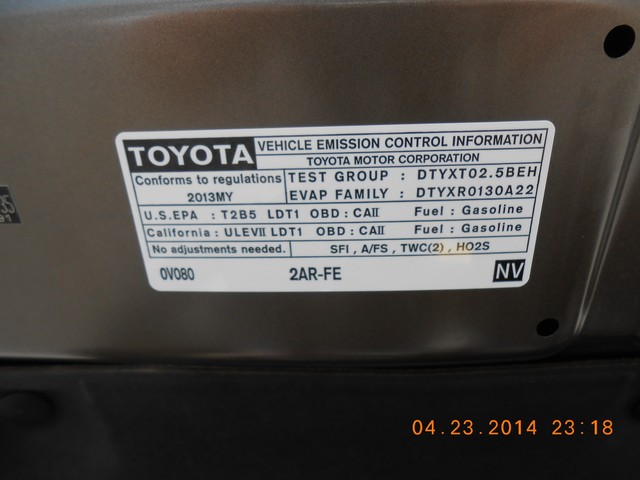 TOYOTA VEHICLE EMISSION CONTROL INFORMATION
TOYOTA MOTOR CORPORATION
Conforms to regulations
2013MY
TEST GROUP : DTYXT02.5BEH
EVAP FAMILY : DTYXR0130A22
U.S.EPA : T2B5 LDT1 OBD : CAII Fuel : Gasoline
California : ULEVII LDT1 OBD : CAII Fuel : Gasoline
No adjustments needed. SFI , A/FS , TWC(2) , HO2S
0V080 2AR-FE NV
04.23.2014 23:18